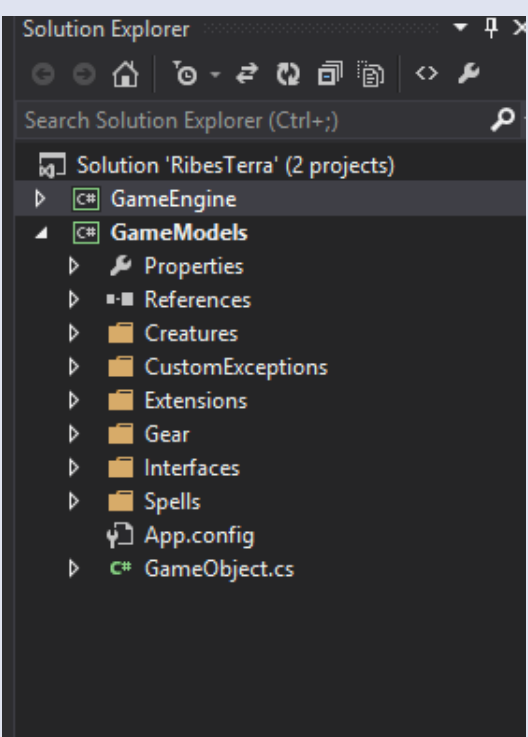 Solution Explorer
Search Solution Explorer (Ctrl+;)
Solution 'RibesTerra' (2 projects)
C# GameEngine
C# GameModels
Properties
References
Creatures
CustomExceptions
Extensions
Gear
Interfaces
Spells
App.config
C# GameObject.cs